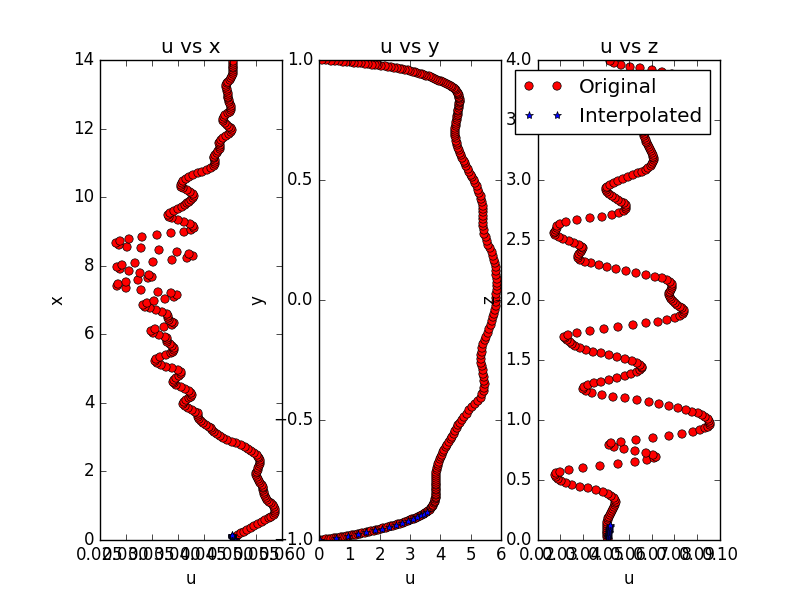 u vs x
14
12
10
8
6
4
2
0
x
u
u vs y
1.0
0.5
0.0
−0.5
−1.0
y
0 1 2 3 4 5 6
u
u vs z
4.0
3.0
2.5
2.0
1.5
1.0
0.5
0.0
z
u
Original
Interpolated